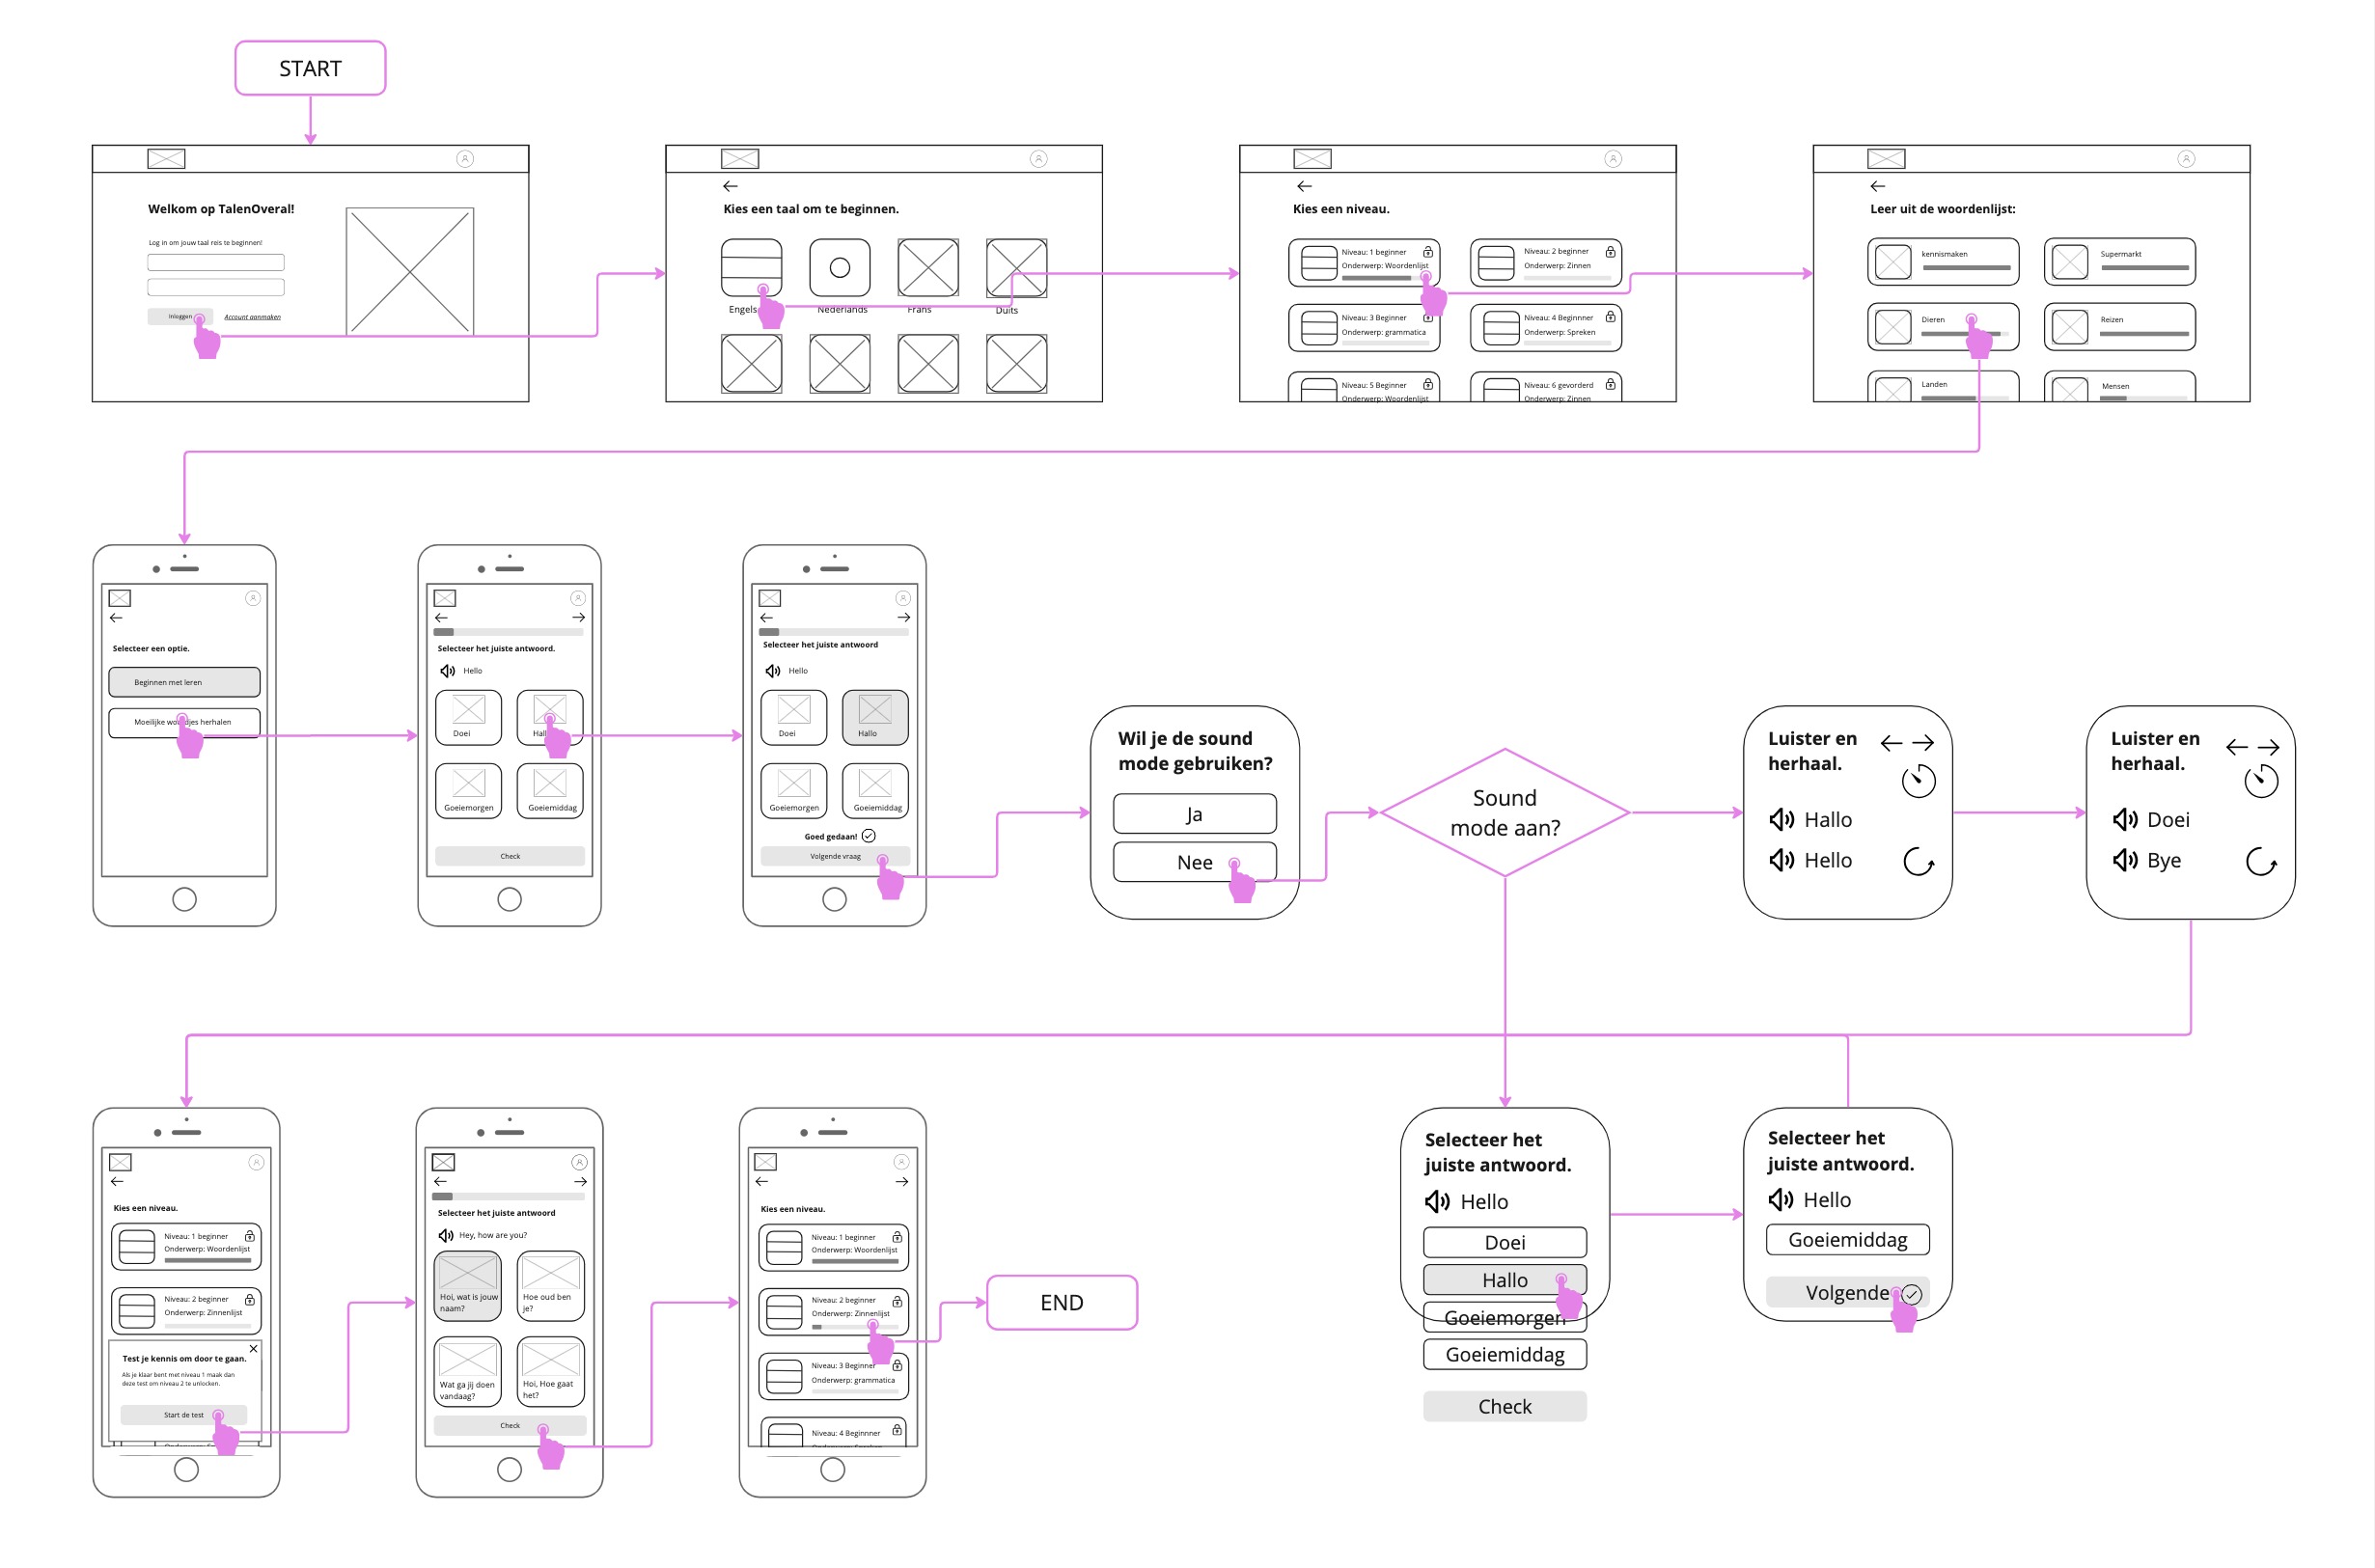 START
Welkom op TalenOveral!
Log in om jouw taal reis te beginnen!
Inloggen
Account aanmaken
Kies een taal om te beginnen.
Engels
Nederlands
Frans
Duits
Kies een niveau.
Niveau: 1 beginner
Onderwerp: Woordenlijst
Niveau: 2 beginner
Onderwerp: Zinnen
Niveau: 3 Beginner
Onderwerp: grammatica
Niveau: 4 Beginnner
Onderwerp: Spreken
Niveau: 5 Beginner
Onderwerp: Woordenlijst
Niveau: 6 gevorderd
Onderwerp: Zinnen
Leer uit de woordenlijst:
kennismaken
Supermarkt
Dieren
Reizen
Landen
Mensen
Selecteer een optie.
Beginnen met leren
Moeilijke woordjes herhalen
Selecteer het juiste antwoord.
Hello
Doei
Hallo
Goeiemorgen
Goeiemiddag
Check
Selecteer het juiste antwoord
Hello
Doei
Hallo
Goeiemorgen
Goeiemiddag
Goed gedaan!
Volgende vraag
Wil je de sound
mode gebruiken?
Ja
Nee
Sound
mode aan?
Luister en
herhaal.
Hallo
Hello
Luister en
herhaal.
Doei
Bye
Kies een niveau.
Niveau: 1 beginner
Onderwerp: Woordenlijst
Niveau: 2 beginner
Onderwerp: Zinnenlijst
Test je kennis om door te gaan.
Als je klaar bent met niveau 1 maak dan
deze test om niveau 2 te unlocken.
Start de test
Selecteer het juiste antwoord
Hey, how are you?
Hoi, wat is jouw
naam?
Hoe oud ben
je?
Wat ga jij doen
vandaag?
Hoi, Hoe gaat
het?
Check
Kies een niveau.
Niveau: 1 beginner
Onderwerp: Woordenlijst
Niveau: 2 beginner
Onderwerp: Zinnenlijst
Niveau: 3 Beginner
Onderwerp: grammatica
Niveau: 4 Beginnner
END
Selecteer het
juiste antwoord.
Hello
Doei
Hallo
Goeiemorgen
Goeiemiddag
Check
Selecteer het
juiste antwoord.
Hello
Goeiemiddag
Volgende